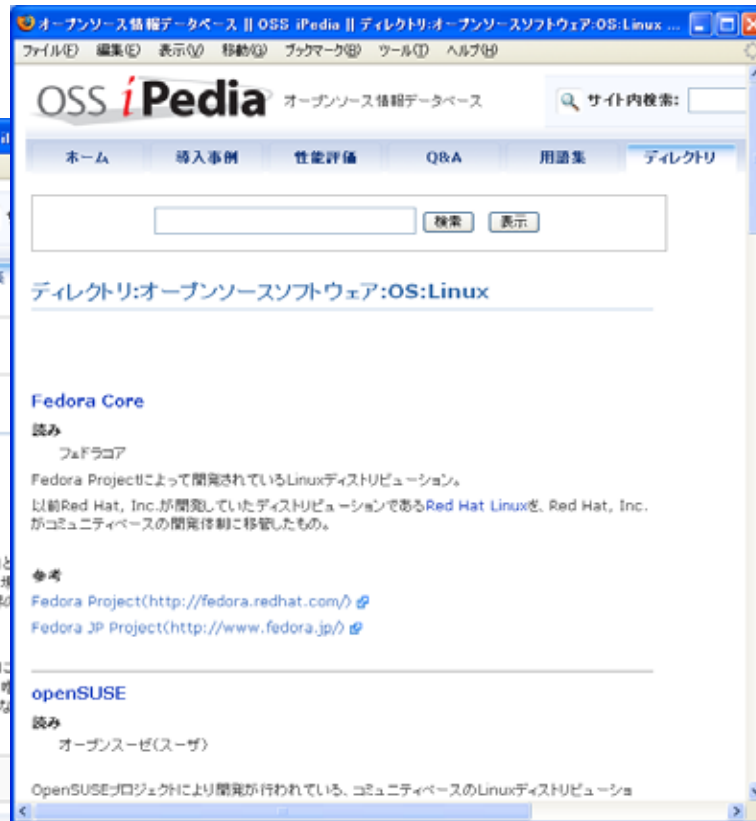 オープンソース情報データベース || OSS iPedia || ディレクトリ:オープンソースソフトウェア:OS:Linux ...
ファイル(F) 編集(E) 表示(V) 移動(G) ブックマーク(B) ツール(T) ヘルプ(H)
OSS iPedia オープンソース情報データベース サイト内検索:
ホーム 導入事例 性能評価 Q&A 用語集 ディレクトリ
検索 表示
ディレクトリ:オープンソースソフトウェア:OS:Linux
Fedora Core
読み
フェドラコア
Fedora Projectによって開発されているLinuxディストリビューション。
以前Red Hat, Inc.が開発していたディストリビューションであるRed Hat Linuxを、Red Hat, Inc.
がコミュニティベースの開発体制に移管したもの。
参考
Fedora Project(http://fedora.redhat.com/)
Fedora JP Project(http://www.fedora.jp/)
openSUSE
読み
オープンスーゼ(スーザ)
OpenSUSEプロジェクトにより開発が行われている、コミュニティベースのLinuxディストリビューショ